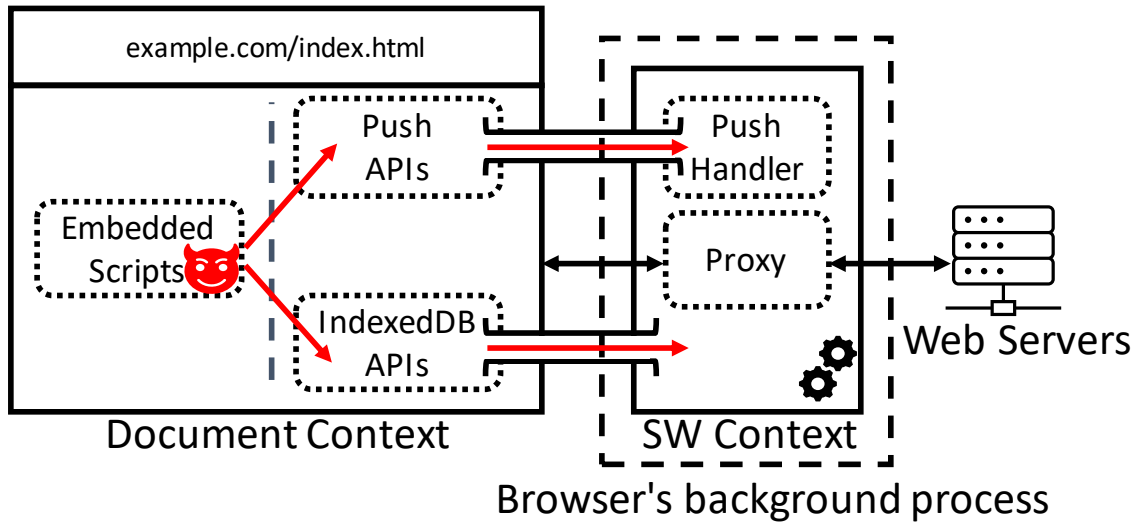 example.com/index.html
Push
APIs
Push
Handler
Embedded
Scripts
Proxy
IndexedDB
APIs
Web Servers
Document Context
SW Context
Browser's background process